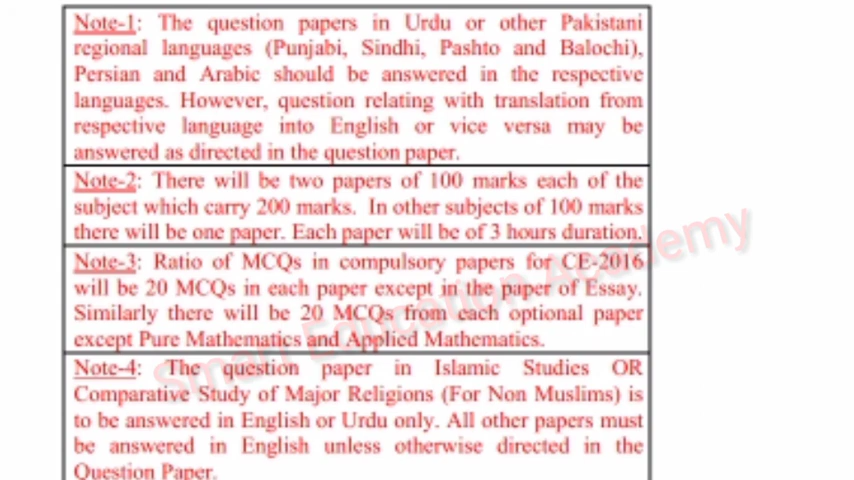 Note-1: The question papers in Urdu or other Pakistani
regional languages (Punjabi, Sindhi, Pashto and Balochi),
Persian and Arabic should be answered in the respective
languages. However, question relating with translation from
respective language into English or vice versa may be
answered as directed in the question paper.
Note-2: There will be two papers of 100 marks each of the
subject which carry 200 marks. In other subjects of 100 marks
there will be one paper. Each paper will be of 3 hours duration.
Note-3: Ratio of MCQs in compulsory papers for CE-2016
will be 20 MCQs in each paper except in the paper of Essay.
Similarly there will be 20 MCQs from each optional paper
except Pure Mathematics and Applied Mathematics.
Note-4: The question paper in Islamic Studies OR
Comparative Study of Major Religions (For Non Muslims) is
to be answered in English or Urdu only. All other papers must
be answered in English unless otherwise directed in the
Question Paper.
Smart Education Academy